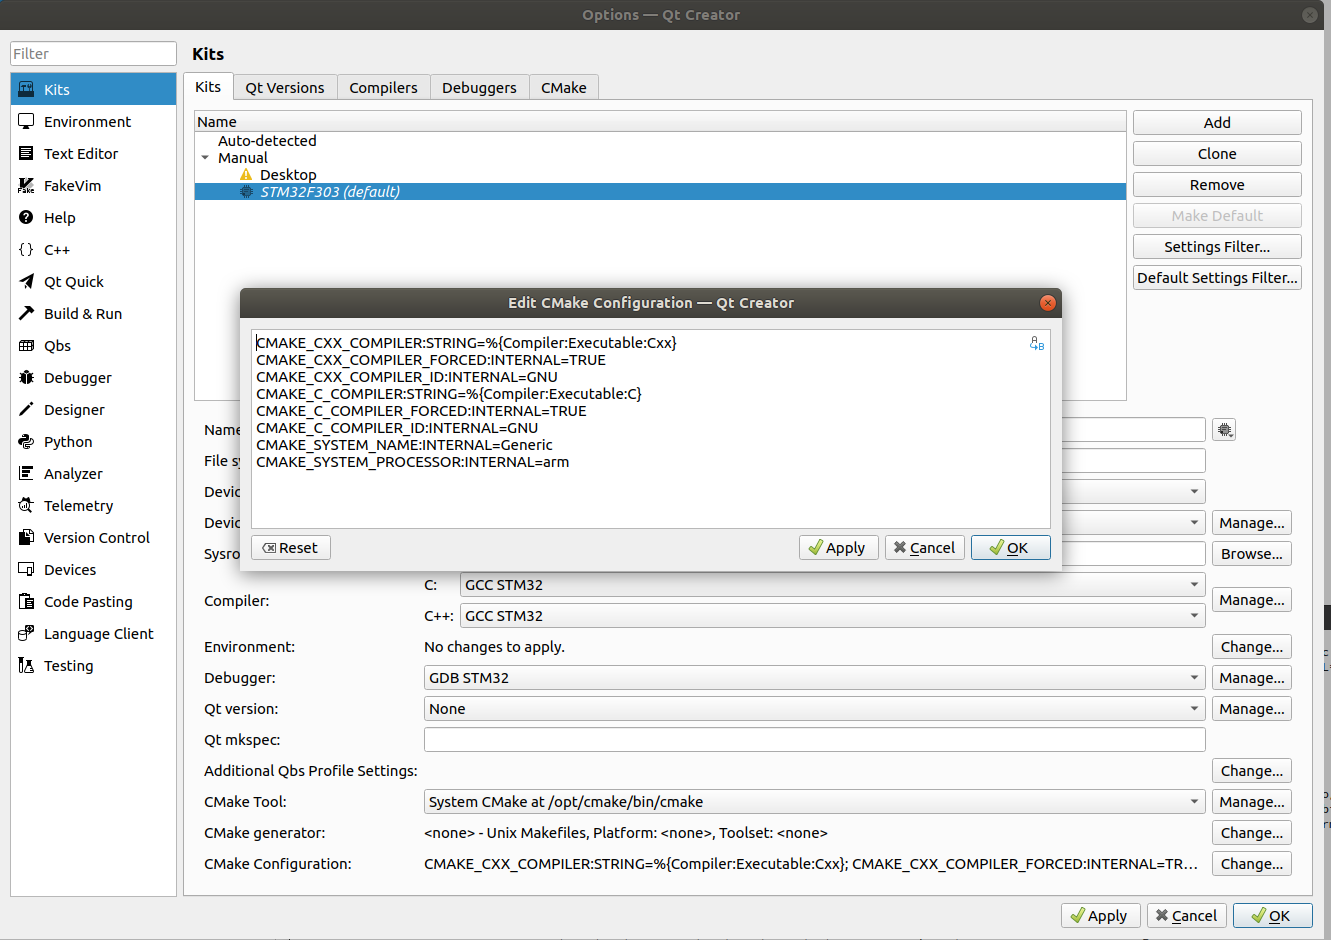 Options — Qt Creator
Filter
Kits
Environment
Text Editor
FakeVim
Help
C++
Qt Quick
Build & Run
Qbs
Debugger
Designer
Python
Analyzer
Telemetry
Version Control
Devices
Code Pasting
Language Client
Testing
Kits
Kits Qt Versions Compilers Debuggers CMake
Name
Auto-detected
Manual
Desktop
STM32F303 (default)
Add
Clone
Remove
Make Default
Settings Filter...
Default Settings Filter...
Edit CMake Configuration — Qt Creator
CMAKE_CXX_COMPILER:STRING=%{Compiler:Executable:Cxx}
CMAKE_CXX_COMPILER_FORCED:INTERNAL=TRUE
CMAKE_CXX_COMPILER_ID:INTERNAL=GNU
CMAKE_C_COMPILER:STRING=%{Compiler:Executable:C}
CMAKE_C_COMPILER_FORCED:INTERNAL=TRUE
CMAKE_C_COMPILER_ID:INTERNAL=GNU
CMAKE_SYSTEM_NAME:INTERNAL=Generic
CMAKE_SYSTEM_PROCESSOR:INTERNAL=arm
Reset Apply Cancel OK
Name
File sy
Devic
Devic Manage...
Sysro Browse...
Compiler: C: GCC STM32 Manage...
C++: GCC STM32
Environment: No changes to apply. Change...
Debugger: GDB STM32 Manage...
Qt version: None Manage...
Qt mkspec:
Additional Qbs Profile Settings: Change...
CMake Tool: System CMake at /opt/cmake/bin/cmake Manage...
CMake generator: <none> - Unix Makefiles, Platform: <none>, Toolset: <none> Change...
CMake Configuration: CMAKE_CXX_COMPILER:STRING=%{Compiler:Executable:Cxx}; CMAKE_CXX_COMPILER_FORCED:INTERNAL=TR... Change...
Apply Cancel OK